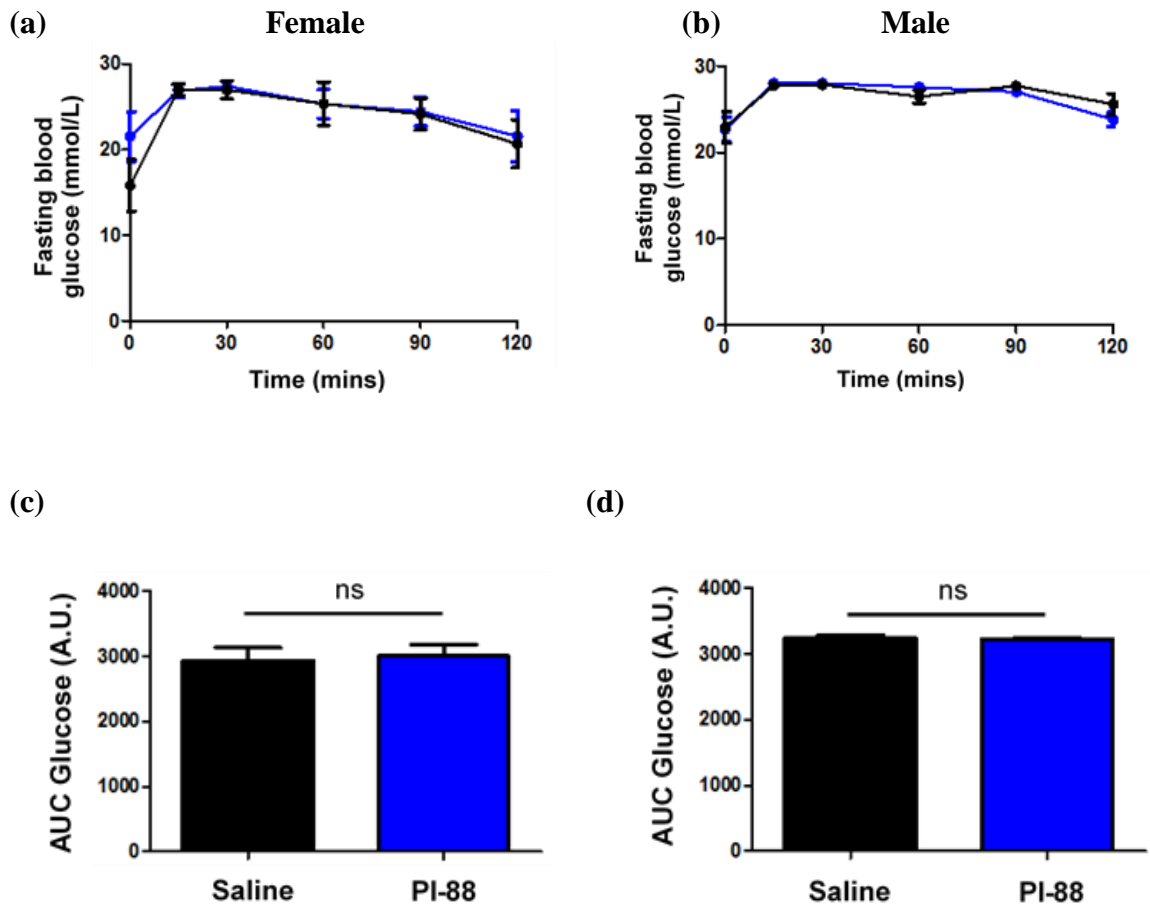 (a) Female
(b) Male
Fasting blood
glucose (mmol/L)
30
20
10
0
0 30 60 90 120
Time (mins)
Fasting blood
glucose (mmol/L)
30
20
10
0
0 30 60 90 120
Time (mins)
(c)
(d)
AUC Glucose (A.U.)
4000
3000
2000
1000
0
ns
Saline PI-88
AUC Glucose (A.U.)
4000
3000
2000
1000
0
ns
Saline PI-88